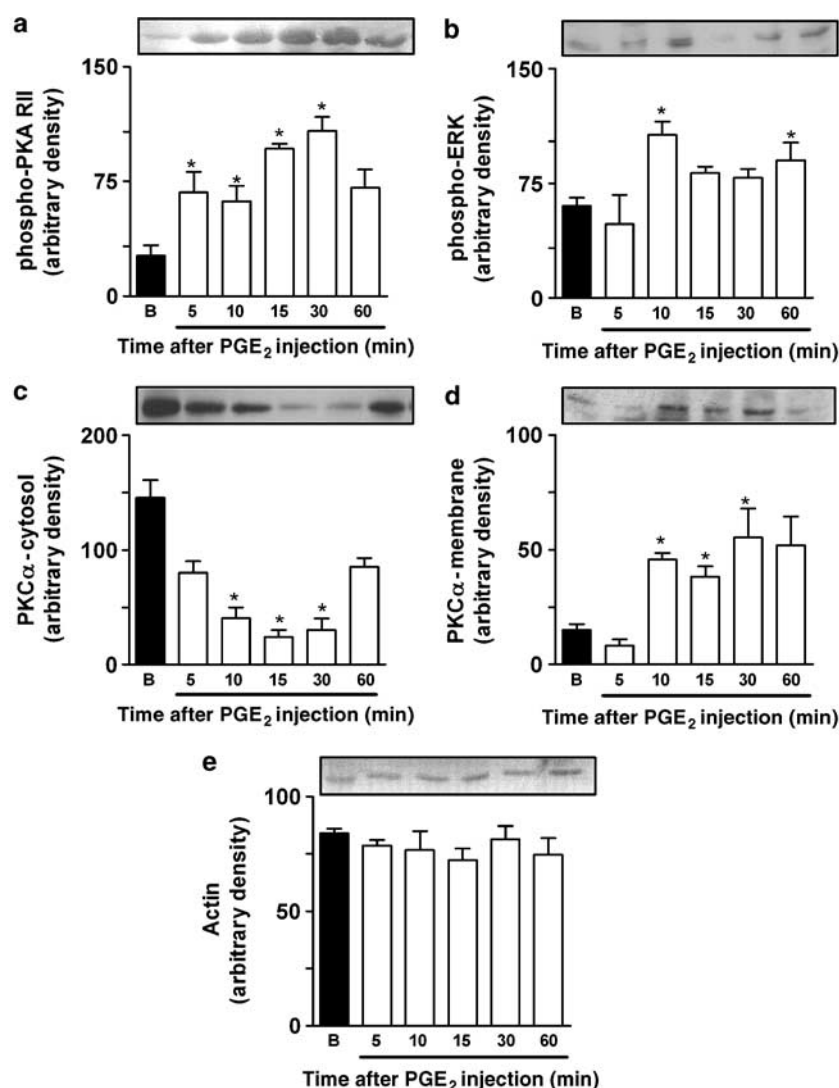 a
150
75
0
phospho-PKA RII
(arbitrary density)
* * * *
B 5 10 15 30 60
Time after PGE₂ injection (min)
b
150
75
0
phospho-ERK
(arbitrary density)
* *
B 5 10 15 30 60
Time after PGE₂ injection (min)
c
200
100
0
PKCα-cytosol
(arbitrary density)
* * *
B 5 10 15 30 60
Time after PGE₂ injection (min)
d
100
50
0
PKCα-membrane
(arbitrary density)
* * *
B 5 10 15 30 60
Time after PGE₂ injection (min)
e
100
50
0
Actin
(arbitrary density)
B 5 10 15 30 60
Time after PGE₂ injection (min)